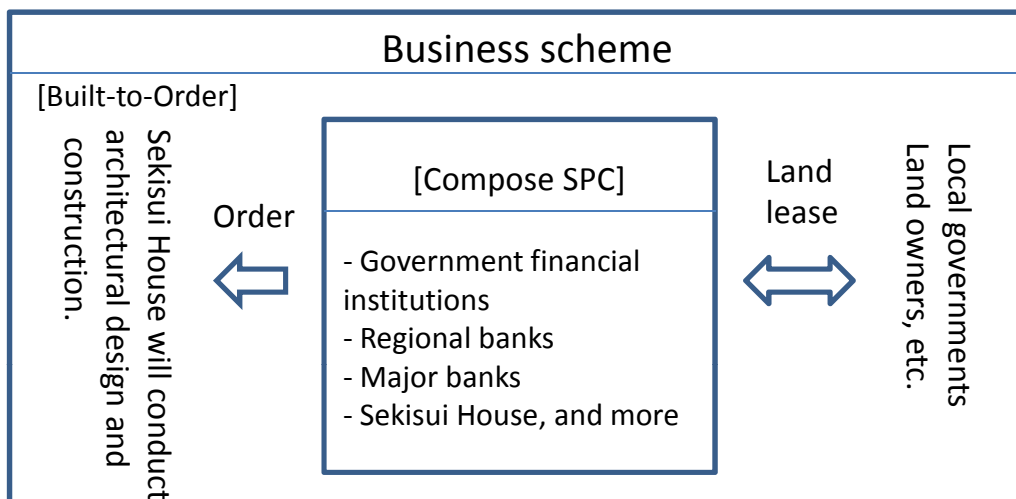 Business scheme
[Built-to-Order]
Sekisui House will conduct
architectural design and
construction.
Order
[Compose SPC]
- Government financial
institutions
- Regional banks
- Major banks
- Sekisui House, and more
Land
lease
Local governments
Land owners, etc.